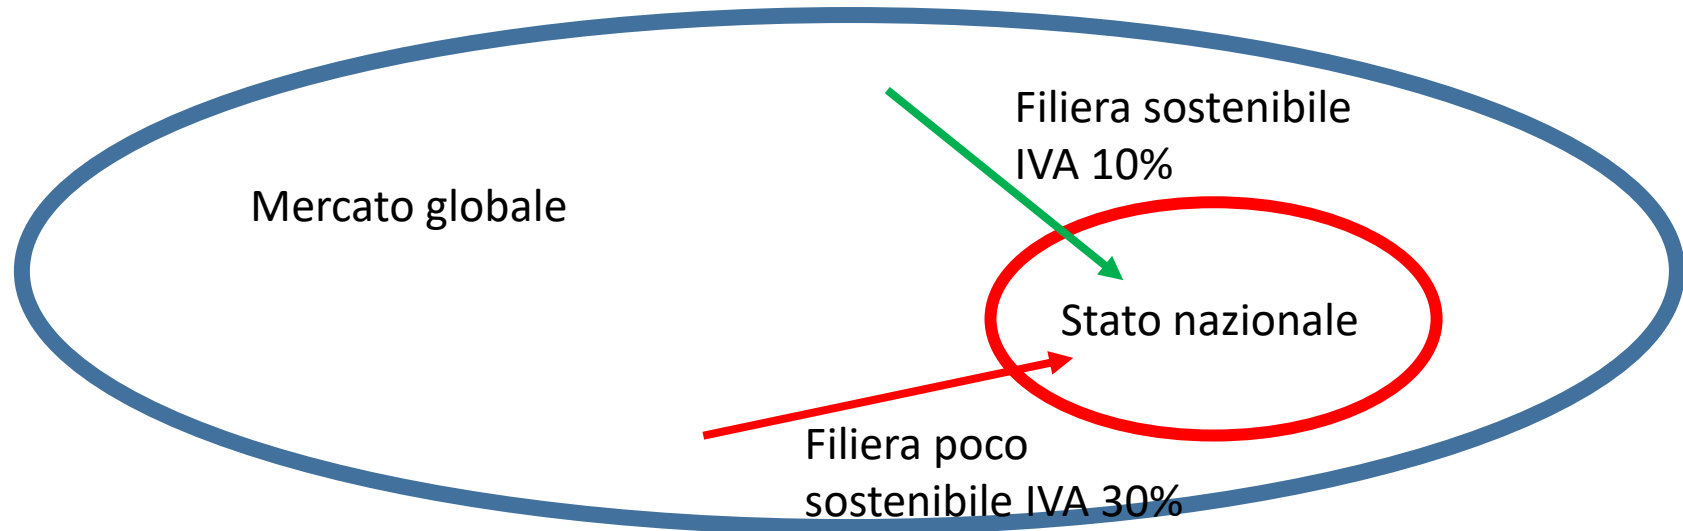 Filiera sostenibile
IVA 10%
Mercato globale
Stato nazionale
Filiera poco
sostenibile IVA 30%